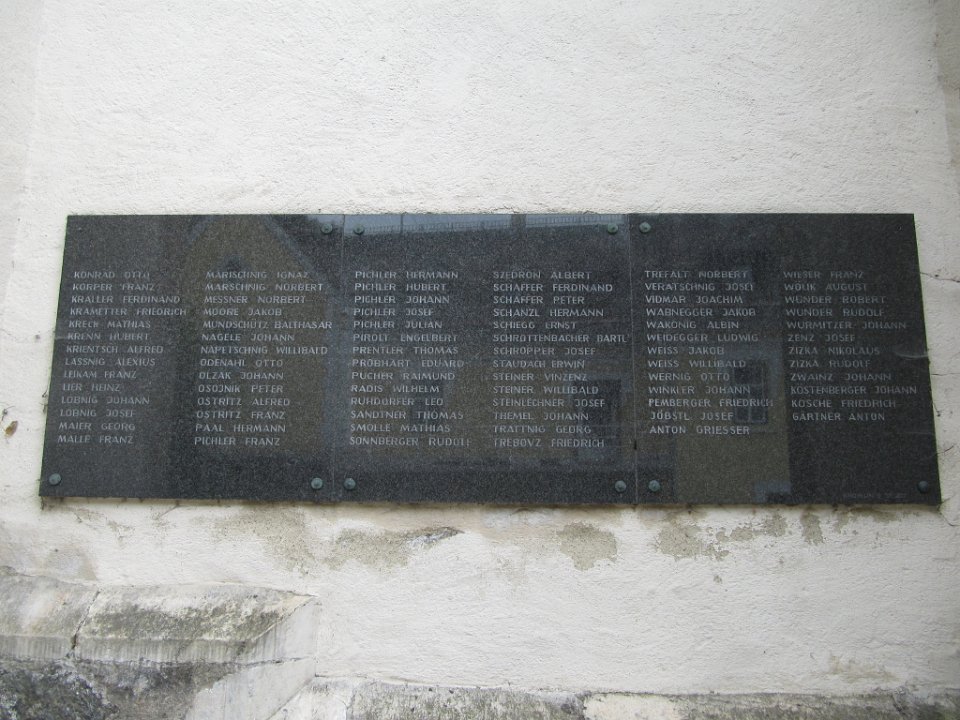 KONRAD OTTO
KÖRPER FRANZ
KRALLER FERDINAND
KRAMETTER FRIEDRICH
KRECH MATHIAS
KRENN HUBERT
KRIENTSCH ALFRED
LASSNIG ALEXIUS
LEIKAM FRANZ
LIER HEINZ
LOBNIG JOHANN
LOBNIG JOSEF
MAIER GEORG
MALLE FRANZ
MARISCHNIG IGNAZ
MARSCHNIG NORBERT
MESSNER NORBERT
MOORE JAKOB
MUNDSCHÜTZ BALTHASAR
NAGELE JOHANN
NAPETSCHNIG WILLIBALD
ODENAHL OTTO
OLZAK JOHANN
OSOJNIK PETER
OSTRITZ ALFRED
OSTRITZ FRANZ
PAAL HERMANN
PICHLER FRANZ
PICHLER HERMANN
PICHLER HUBERT
PICHLER JOHANN
PICHLER JOSEF
PICHLER JULIAN
PIROLT ENGELBERT
PRENTLER THOMAS
PROBHART EDUARD
PUCHER RAIMUND
RADIS WILHELM
RUHDORFER LEO
SANDTNER THOMAS
SMOLLE MATHIAS
SONNBERGER RUDOLF
SZEDRON ALBERT
SCHAFFER FERDINAND
SCHAFFER PETER
SCHANZL HERMANN
SCHIEGG ERNST
SCHROTTENBACHER BARTL
SCHROPPER JOSEF
STAUDACH ERWIN
STEINER VINZENZ
STEINER WILLIBALD
STEINLECHNER JOSEF
THEML JOHANN
TRATTNIG GEORG
TREBOVZ FRIEDRICH
TREFALT NORBERT
VERATSCHNIG JOSEF
VIDMAR JOACHIM
WABNEGGER JAKOB
WAKONIG ALBIN
WEIDEGGER LUDWIG
WEISS JAKOB
WEISS WILLIBALD
WERNIG OTTO
WINKLER JOHANN
PEMBERGER FRIEDRICH
JÖBSTL JOSEF
ANTON GRIESSER
WIESER FRANZ
WOLIK AUGUST
WUNDER ROBERT
WUNDER RUDOLF
WURMITZER JOHANN
ZENZ JOSEF
ZIZKA NIKOLAUS
ZIZKA RUDOLF
ZWAINZ JOHANN
KOSTENBERGER JOHANN
KOSCHE FRIEDRICH
GÄRTNER ANTON